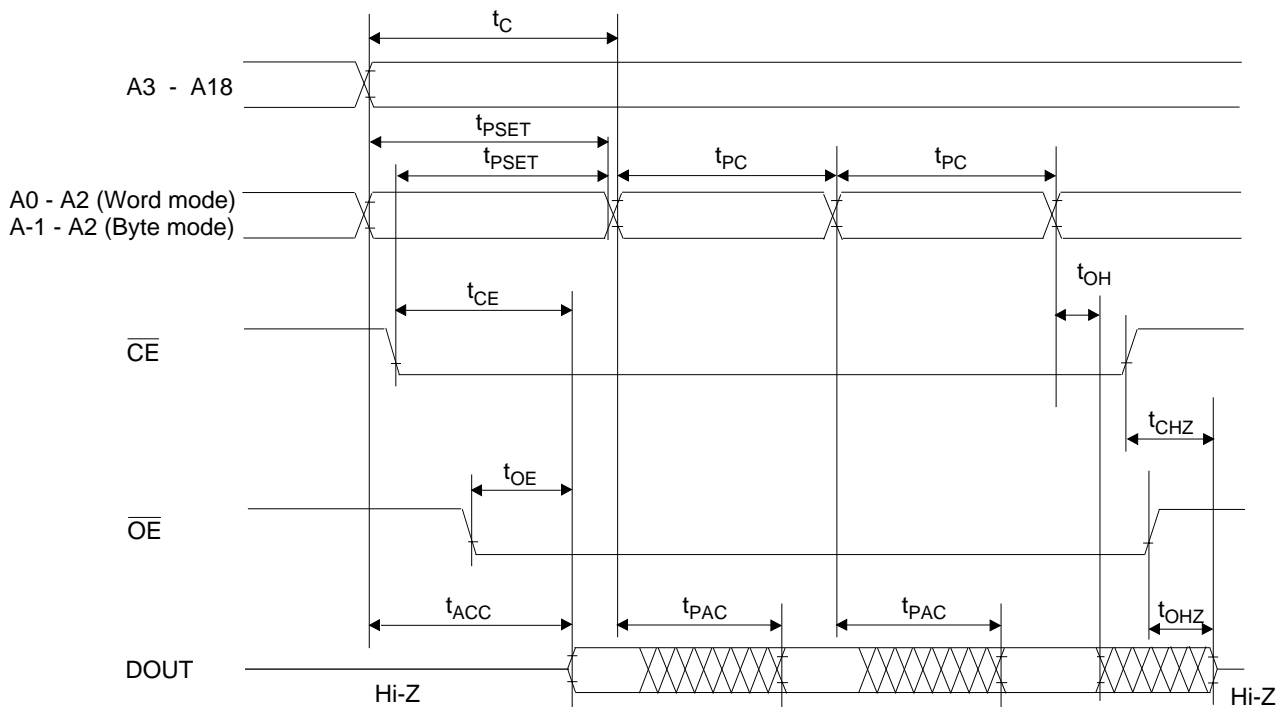 tC
A3 - A18
tPSET
tPSET
tPC
tPC
A0 - A2 (Word mode)
A-1 - A2 (Byte mode)
tOH
tCE
CE
tCHZ
tOE
OE
tACC
tPAC
tPAC
tOHZ
DOUT
Hi-Z
Hi-Z